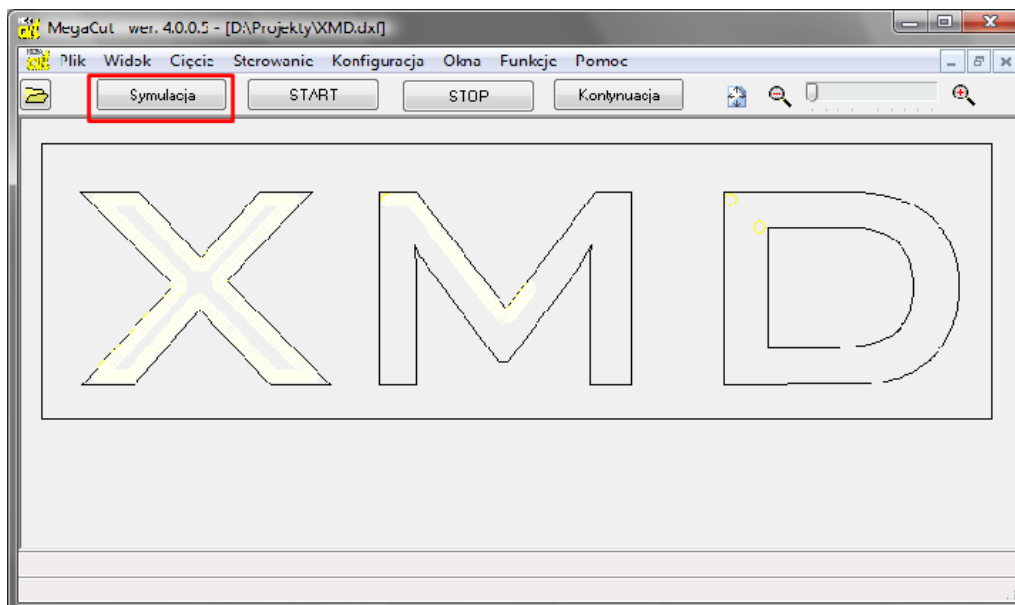 MegaCut wer. 4.0.0.5 - [D:\Projekty\XMD.dxf]
Plik Widok Cięcie Sterowanie Konfiguracja Okna Funkcje Pomoc
Symulacja START STOP Kontynuacja
XMD